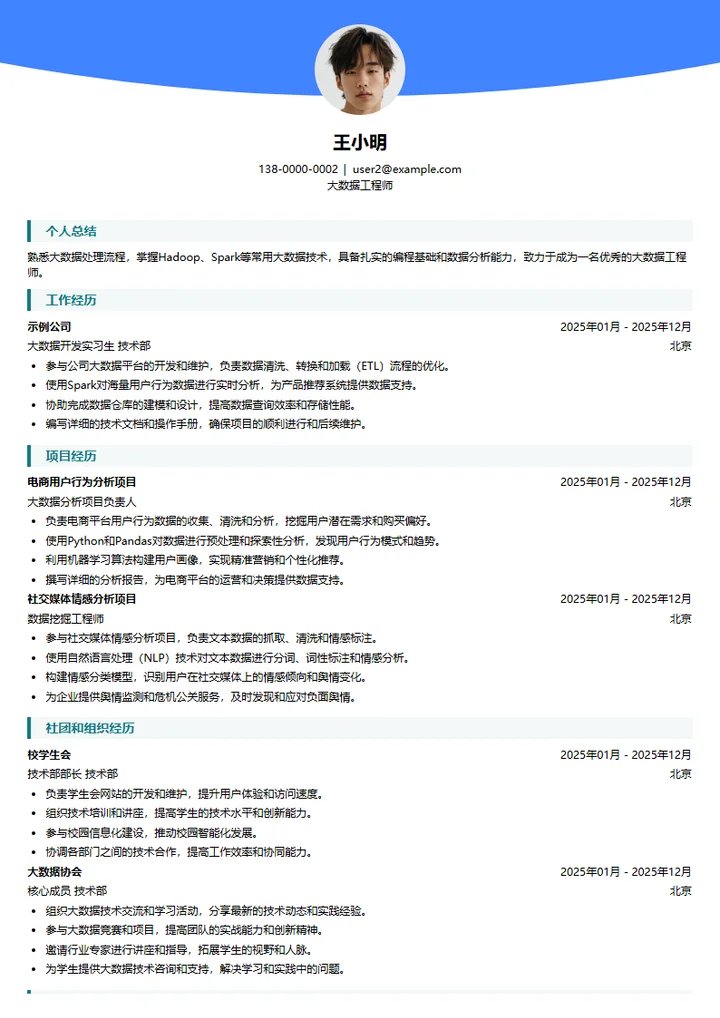 王小明
138-0000-0002 | user2@example.com
大数据工程师
个人总结
熟悉大数据处理流程，掌握Hadoop、Spark等常用大数据技术，具备扎实的编程基础和数据分析能力，致力于成为一名优秀的大数据工程
师。
工作经历
示例公司 2025年01月 - 2025年12月
大数据开发实习生 技术部 北京
• 参与公司大数据平台的开发和维护，负责数据清洗、转换和加载（ETL）流程的优化。
• 使用Spark对海量用户行为数据进行实时分析，为产品推荐系统提供数据支持。
• 协助完成数据仓库的建模和设计，提高数据查询效率和存储性能。
• 编写详细的技术文档和操作手册，确保项目的顺利进行和后续维护。
项目经历
电商用户行为分析项目 2025年01月 - 2025年12月
大数据分析项目负责人 北京
• 负责电商平台用户行为数据的收集、清洗和分析，挖掘用户潜在需求和购买偏好。
• 使用Python和Pandas对数据进行预处理和探索性分析，发现用户行为模式和趋势。
• 利用机器学习算法构建用户画像，实现精准营销和个性化推荐。
• 撰写详细的分析报告，为电商平台的运营和决策提供数据支持。
社交媒体情感分析项目 2025年01月 - 2025年12月
数据挖掘工程师 北京
• 参与社交媒体情感分析项目，负责文本数据的抓取、清洗和情感标注。
• 使用自然语言处理（NLP）技术对文本数据进行分词、词性标注和情感分析。
• 构建情感分类模型，识别用户在社交媒体上的情感倾向和舆情变化。
• 为企业提供舆情监测和危机公关服务，及时发现和应对负面舆情。
社团和组织经历
校学生会 2025年01月 - 2025年12月
技术部部长 技术部 北京
• 负责学生会网站的开发和维护，提升用户体验和访问速度。
• 组织技术培训和讲座，提高学生的技术水平和创新能力。
• 参与校园信息化建设，推动校园智能化发展。
• 协调各部门之间的技术合作，提高工作效率和协同能力。
大数据协会 2025年01月 - 2025年12月
核心成员 技术部 北京
• 组织大数据技术交流和学习活动，分享最新的技术动态和实践经验。
• 参与大数据竞赛和项目，提高团队的实战能力和创新精神。
• 邀请行业专家进行讲座和指导，拓展学生的视野和人脉。
• 为学生提供大数据技术咨询和支持，解决学习和实践中的问题。